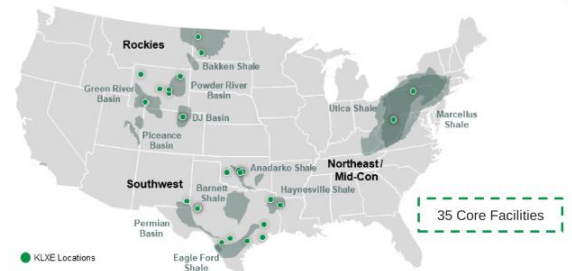 Rockies
Bakken Shale
Green River
Basin
Powder River
Basin
DJ Basin
Piceance
Basin
Utica Shale
Marcellus
Shale
Northeast/
Mid-Con
Anadarko Shale
Southwest
Barnett
Shale
Haynesville Shale
Permian
Basin
Eagle Ford
Shale
35 Core Facilities
KLXE Locations